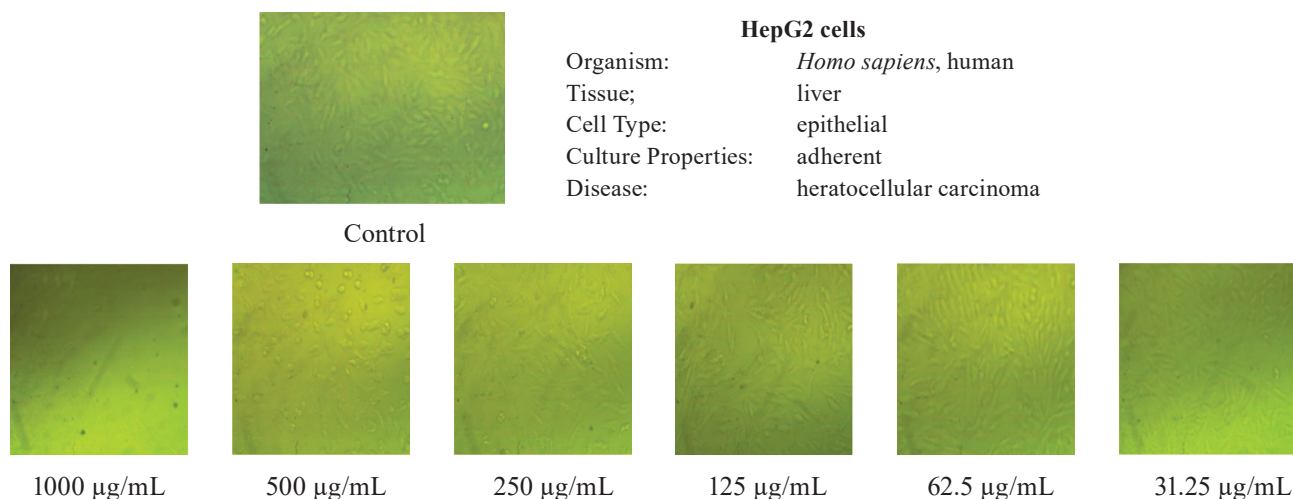 HepG2 cells
Organism: Homo sapiens, human
Tissue; liver
Cell Type: epithelial
Culture Properties: adherent
Disease: heratocellular carcinoma
Control
1000 μg/mL 500 μg/mL 250 μg/mL 125 μg/mL 62.5 μg/mL 31.25 μg/mL